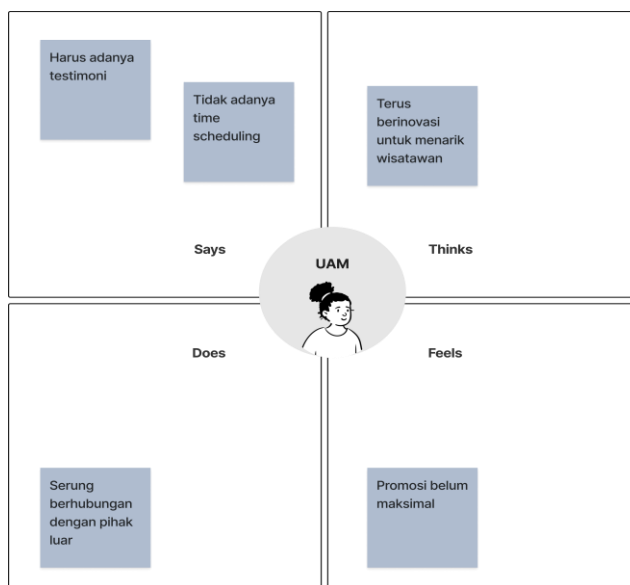 Harus adanya
testimoni
Tidak adanya
time
scheduling
Terus
berinovasi
untuk menarik
wisatawan
Says
UAM
Thinks
Does
Feels
Serung
berhubungan
dengan pihak
luar
Promosi belum
maksimal